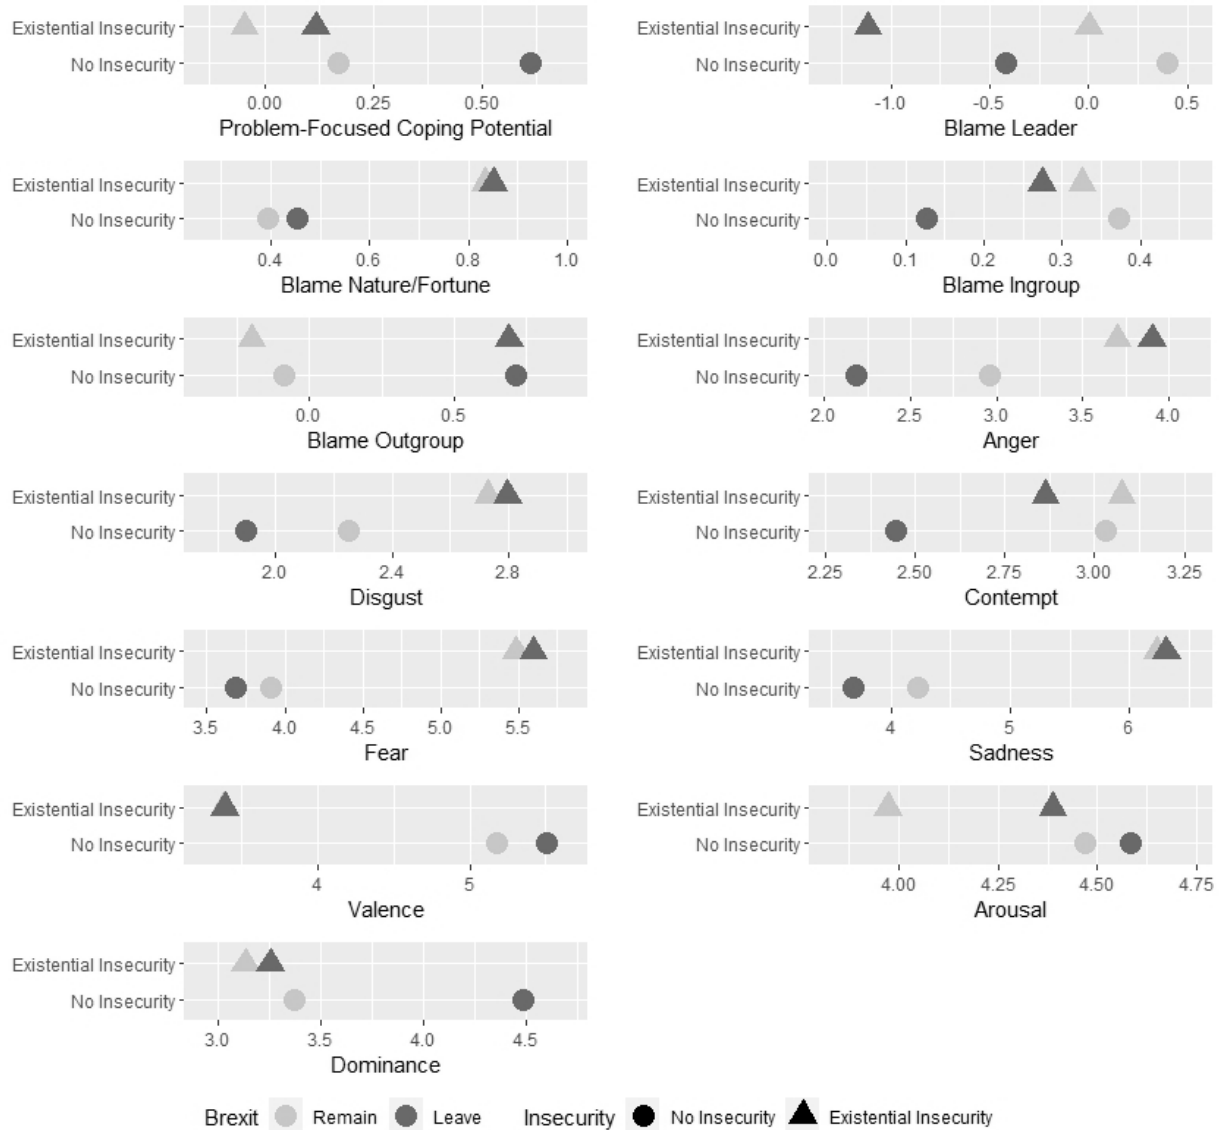 Existential Insecurity
No Insecurity
0.00 0.25 0.50
Problem-Focused Coping Potential
Existential Insecurity
No Insecurity
-1.0 -0.5 0.0 0.5
Blame Leader
Existential Insecurity
No Insecurity
0.4 0.6 0.8 1.0
Blame Nature/Fortune
Existential Insecurity
No Insecurity
0.0 0.1 0.2 0.3 0.4
Blame Ingroup
Existential Insecurity
No Insecurity
0.0 0.5
Blame Outgroup
Existential Insecurity
No Insecurity
2.0 2.5 3.0 3.5 4.0
Anger
Existential Insecurity
No Insecurity
2.0 2.4 2.8
Disgust
Existential Insecurity
No Insecurity
2.25 2.50 2.75 3.00 3.25
Contempt
Existential Insecurity
No Insecurity
3.5 4.0 4.5 5.0 5.5
Fear
Existential Insecurity
No Insecurity
4 5 6
Sadness
Existential Insecurity
No Insecurity
4 5
Valence
Existential Insecurity
No Insecurity
4.00 4.25 4.50 4.75
Arousal
Existential Insecurity
No Insecurity
3.0 3.5 4.0 4.5
Dominance
Brexit Remain Leave Insecurity No Insecurity Existential Insecurity